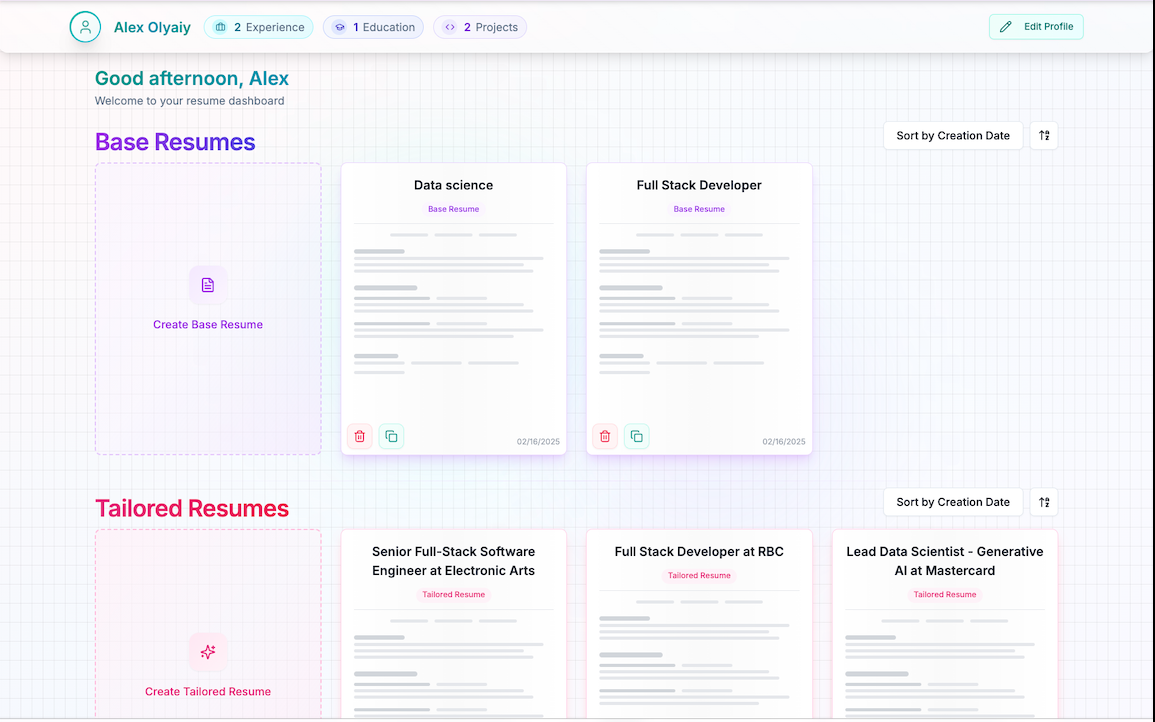 Alex Olyaiy
2 Experience
1 Education
2 Projects
Edit Profile
Good afternoon, Alex
Welcome to your resume dashboard
Base Resumes
Sort by Creation Date
Create Base Resume
Data science
Base Resume
02/16/2025
Full Stack Developer
Base Resume
02/16/2025
Tailored Resumes
Sort by Creation Date
Create Tailored Resume
Senior Full-Stack Software
Engineer at Electronic Arts
Tailored Resume
Full Stack Developer at RBC
Tailored Resume
Lead Data Scientist - Generative
AI at Mastercard
Tailored Resume